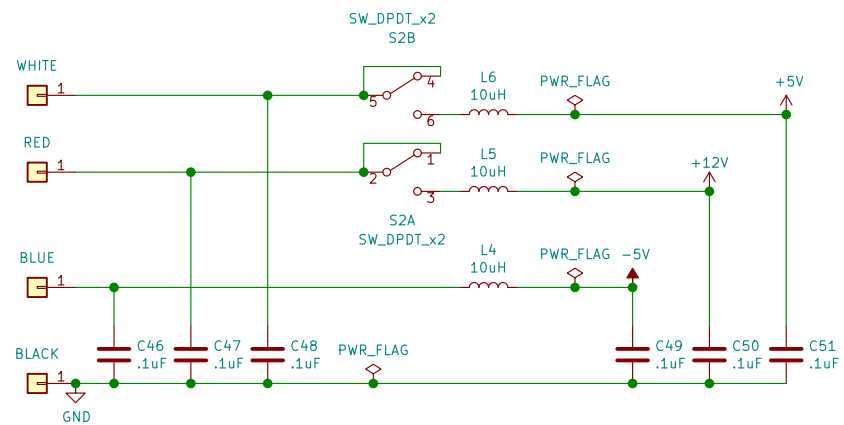 SW_DPDT_x2
S2B
WHITE
1
5
4
6
L6
10uH
PWR_FLAG
+5V
RED
1
2
1
3
L5
10uH
PWR_FLAG
+12V
S2A
SW_DPDT_x2
BLUE
1
L4
10uH
PWR_FLAG
-5V
BLACK
1
GND
C46
.1uF
C47
.1uF
C48
.1uF
PWR_FLAG
C49
.1uF
C50
.1uF
C51
.1uF